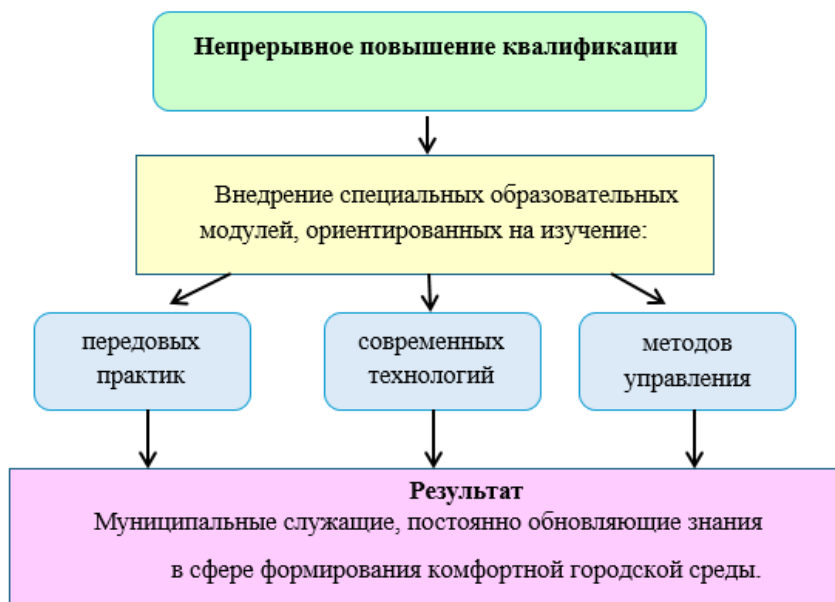 Непрерывное повышение квалификации
Внедрение специальных образовательных
модулей, ориентированных на изучение:
передовых
практик
современных
технологий
методов
управления
Результат
Муниципальные служащие, постоянно обновляющие знания
в сфере формирования комфортной городской среды.